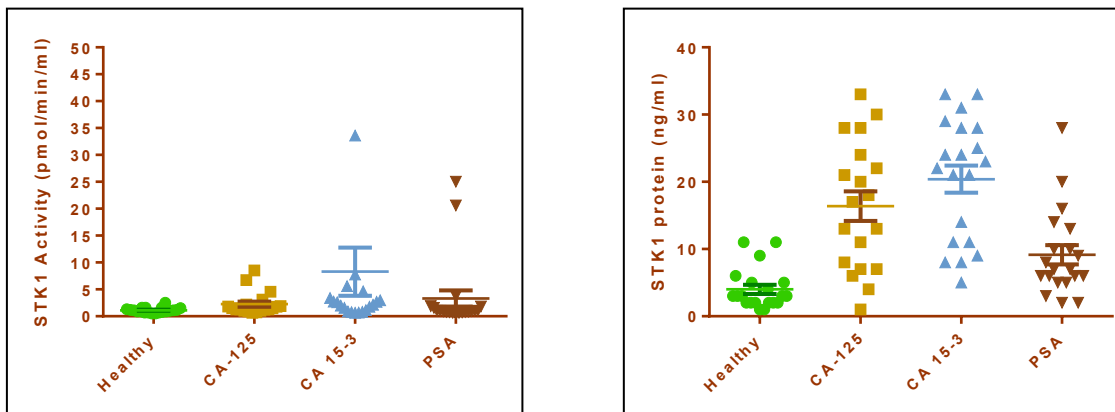 STK1 Activity (pmol/min/ml)
50
45
40
35
30
25
20
15
10
5
0
Healthy
CA-125
CA 15-3
PSA
STK1 protein (ng/ml)
40
30
20
10
0
Healthy
CA-125
CA 15-3
PSA